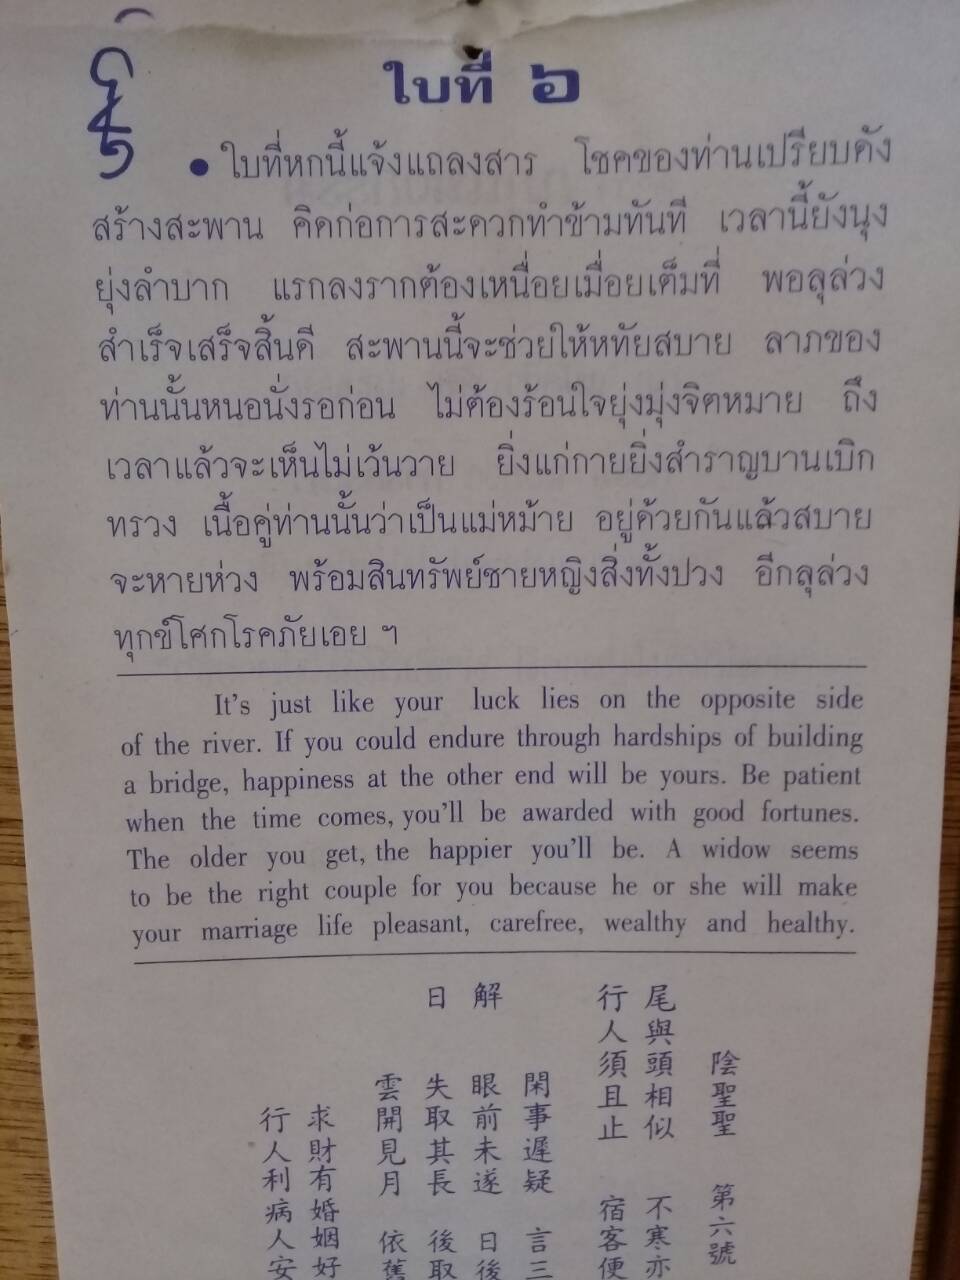 ใบที่ ๖
• ใบที่หกนี้แจ้งแถลงสาร โชคของท่านเปรียบดัง
สร้างสะพาน คิดก่อการสะดวกทำข้ามทันที เวลานี้ยังนุง
ยุ่งลำบาก แรกลงรากต้องเหนื่อยเมื่อยเต็มที่ พอลุล่วง
สำเร็จเสร็จสิ้นดี สะพานนี้จะช่วยให้หทัยสบาย ลาภของ
ท่านนั้นหนอนั่งรอก่อน ไม่ต้องร้อนใจยุ่งมุ่งจิตหมาย ถึง
เวลาแล้วจะเห็นไม่เว้นวาย ยิ่งแก่กายยิ่งสำราญบานเบิก
ทรวง เนื้อคู่ท่านนั้นว่าเป็นแม่หม้าย อยู่ด้วยกันแล้วสบาย
จะหายห่วง พร้อมสินทรัพย์ชายหญิงสิ่งทั้งปวง อีกลุล่วง
ทุกข์โศกโรคภัยเอย ฯ
It's just like your luck lies on the opposite side
of the river. If you could endure through hardships of building
a bridge, happiness at the other end will be yours. Be patient
when the time comes, you'll be awarded with good fortunes.
The older you get, the happier you'll be. A widow seems
to be the right couple for you because he or she will make
your marriage life pleasant, carefree, wealthy and healthy.
陰聖聖 第六號
尾與頭相似 不寒亦
行人須且止 宿客便
解日
閑事遲疑 言三
眼前未遂 日後
失取其長 後取
雲開見月 依舊
求財有婚姻好
行人利病人安